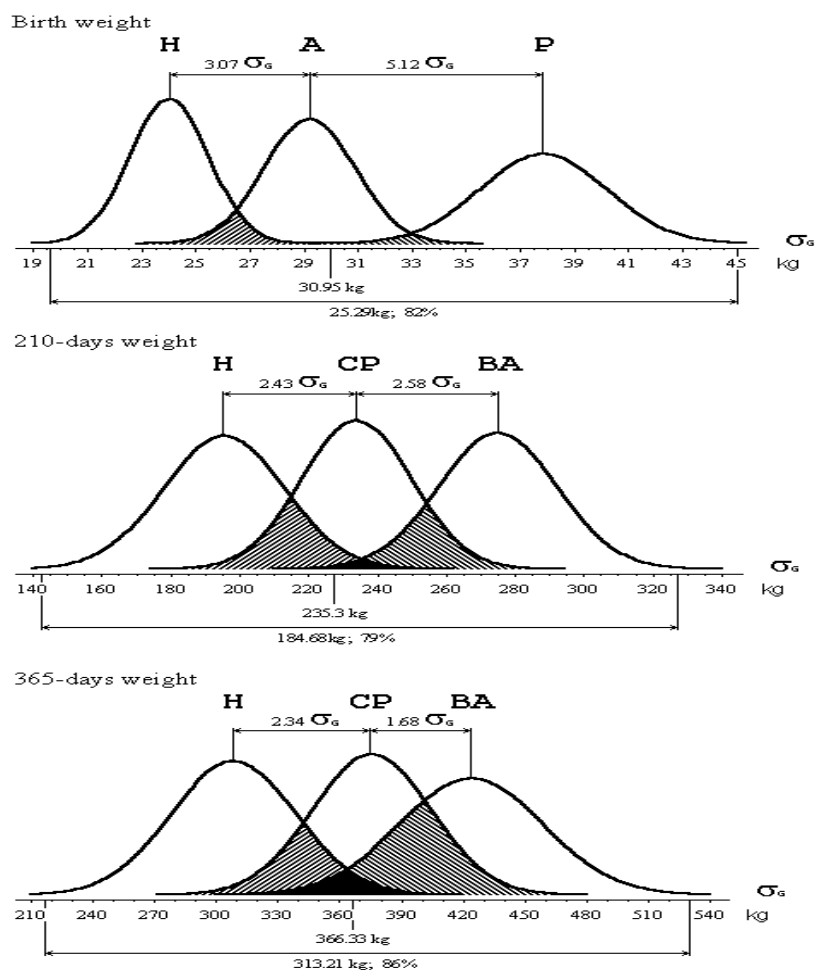 Birth weight
H A P
3.07 σG 5.12 σG
σG
19 21 23 25 27 29 31 33 35 37 39 41 43 45 kg
30.95 kg
25.29kg; 82%
210-days weight
H CP BA
2.43 σG 2.58 σG
σG
140 160 180 200 220 240 260 280 300 320 340 kg
235.3 kg
184.68kg; 79%
365-days weight
H CP BA
2.34 σG 1.68 σG
σG
210 240 270 300 330 360 390 420 450 480 510 540 kg
366.33 kg
313.21 kg; 86%